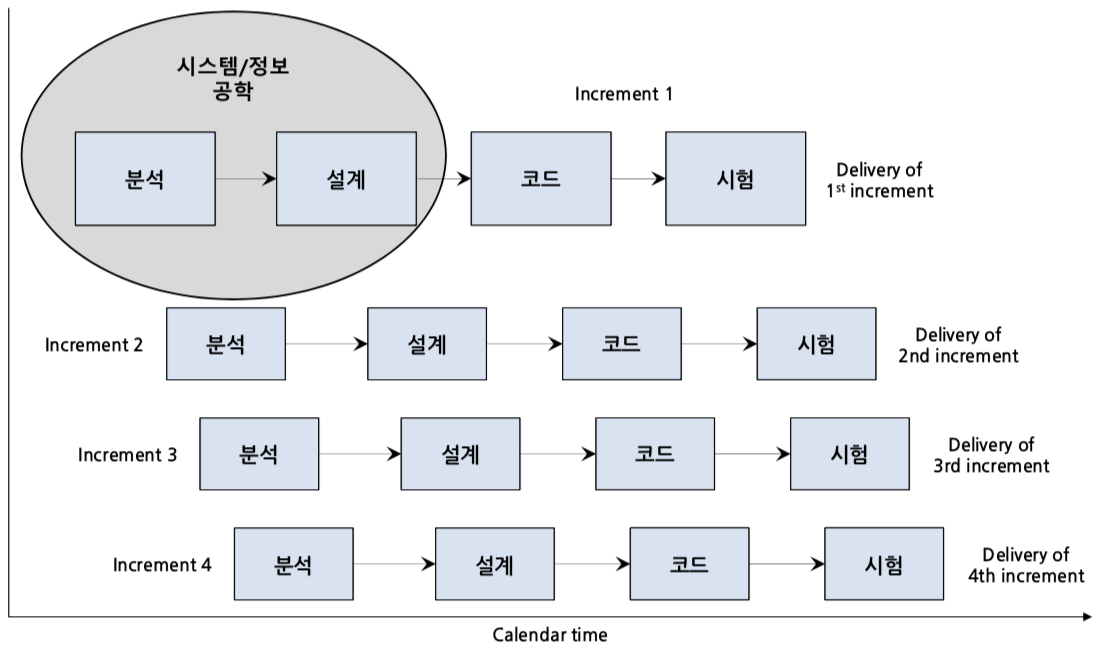 시스템/정보
공학
Increment 1
분석
설계
코드
시험
Delivery of
1st increment
Increment 2
분석
설계
코드
시험
Delivery of
2nd increment
Increment 3
분석
설계
코드
시험
Delivery of
3rd increment
Increment 4
분석
설계
코드
시험
Delivery of
4th increment
Calendar time